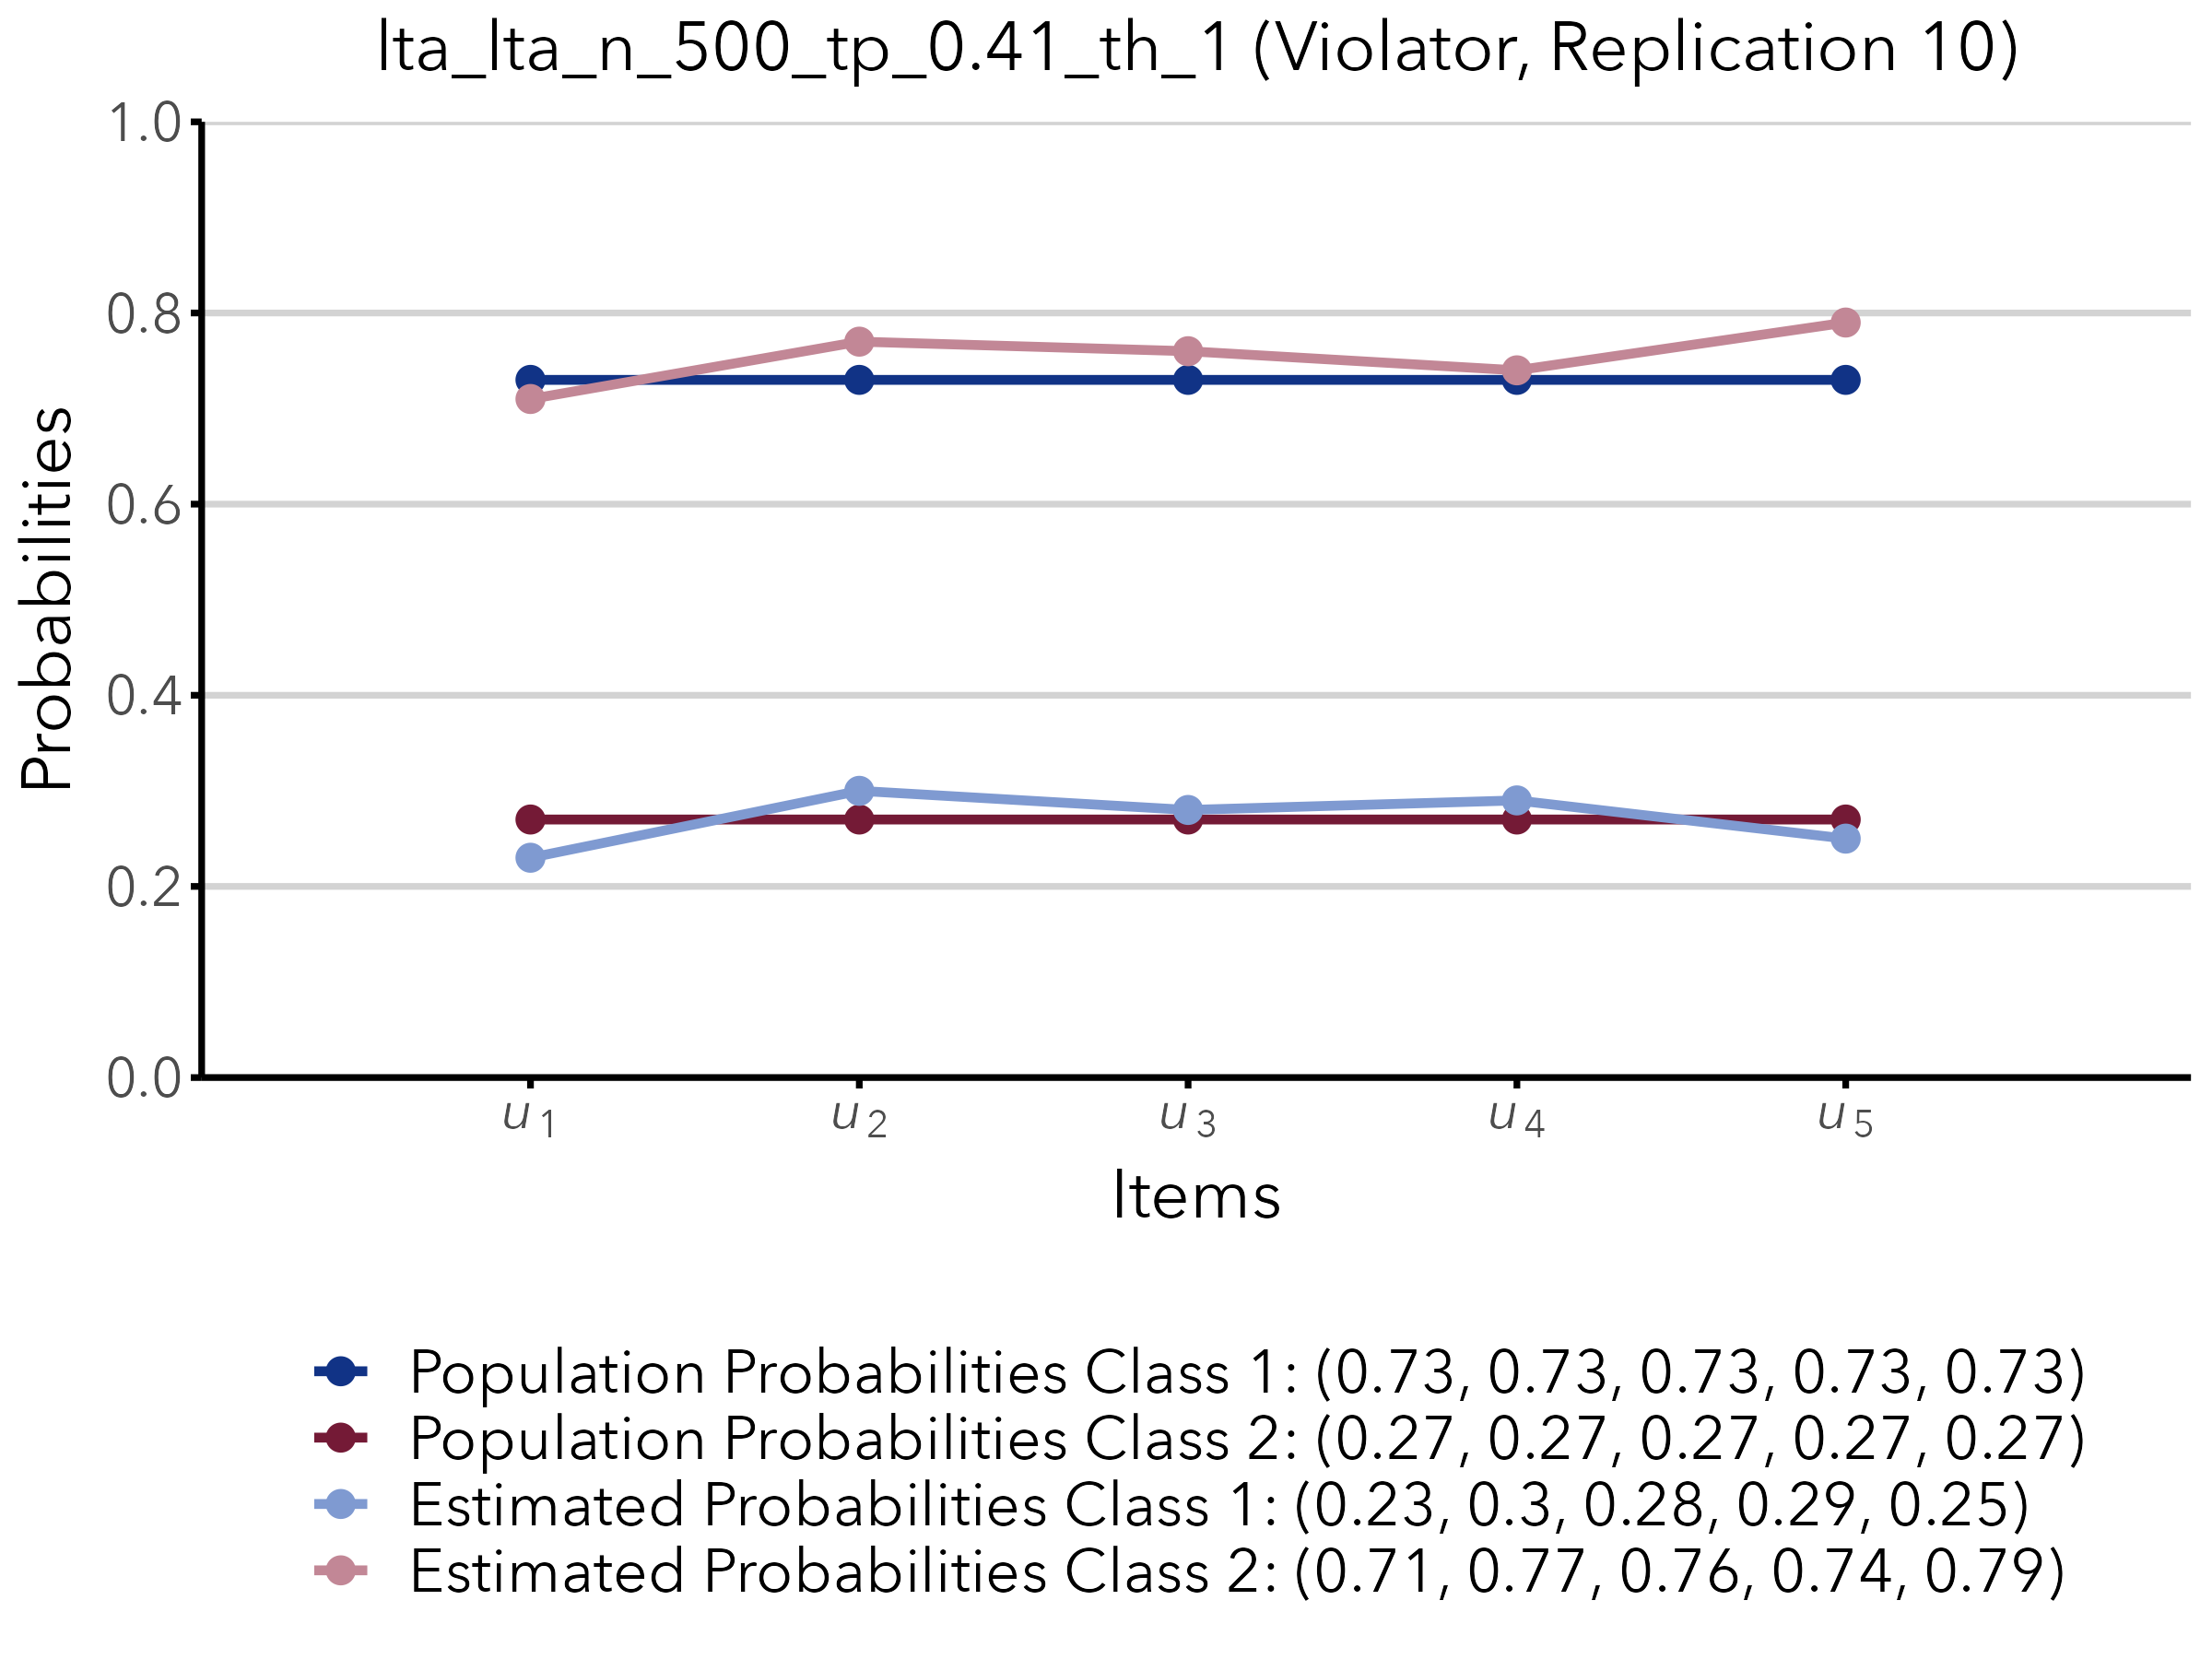 lta_lta_n_500_tp_0.41_th_1 (Violator, Replication 10)
1.0
0.8
0.6
0.4
0.2
0.0
Probabilities
u1 u2 u3 u4 u5
Items
Population Probabilities Class 1: (0.73, 0.73, 0.73, 0.73, 0.73)
Population Probabilities Class 2: (0.27, 0.27, 0.27, 0.27, 0.27)
Estimated Probabilities Class 1: (0.23, 0.3, 0.28, 0.29, 0.25)
Estimated Probabilities Class 2: (0.71, 0.77, 0.76, 0.74, 0.79)